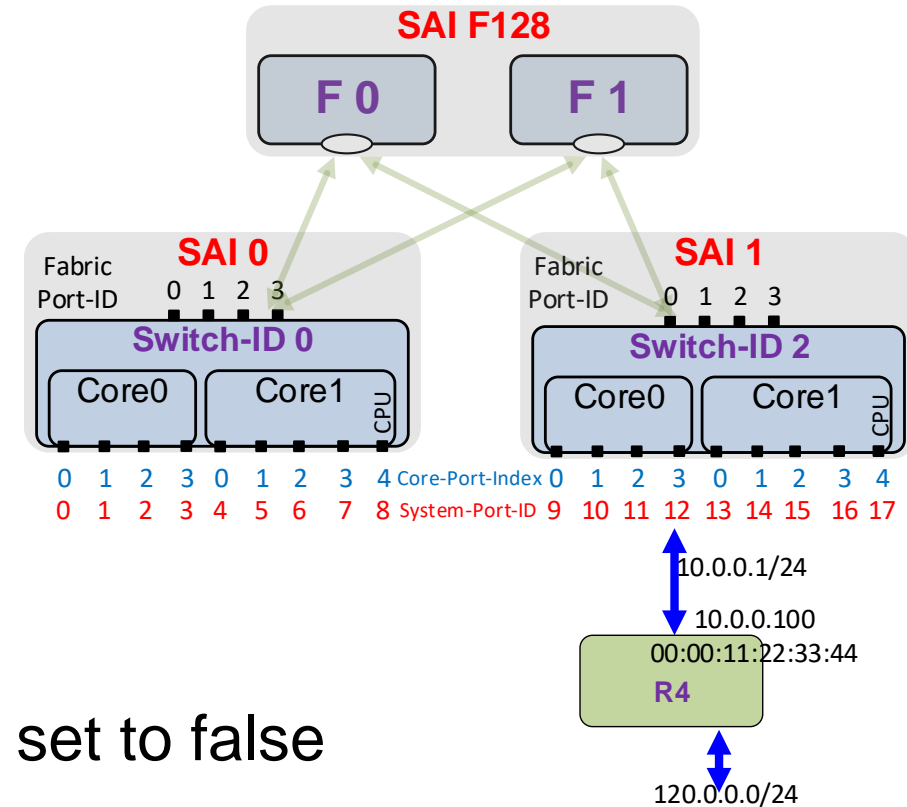 SAI F128
F 0 F 1
SAI 0 SAI 1
Fabric Port-ID 0 1 2 3
Fabric Port-ID 0 1 2 3
Switch-ID 0 Switch-ID 2
Core0 Core1 CPU Core0 Core1 CPU
0 1 2 3 0 1 2 3 4 Core-Port-Index 0 1 2 3 0 1 2 3 4
0 1 2 3 4 5 6 7 8 System-Port-ID 9 10 11 12 13 14 15 16 17
10.0.0.1/24
10.0.0.100
00:00:11:22:33:44
R4
set to false
120.0.0.0/24